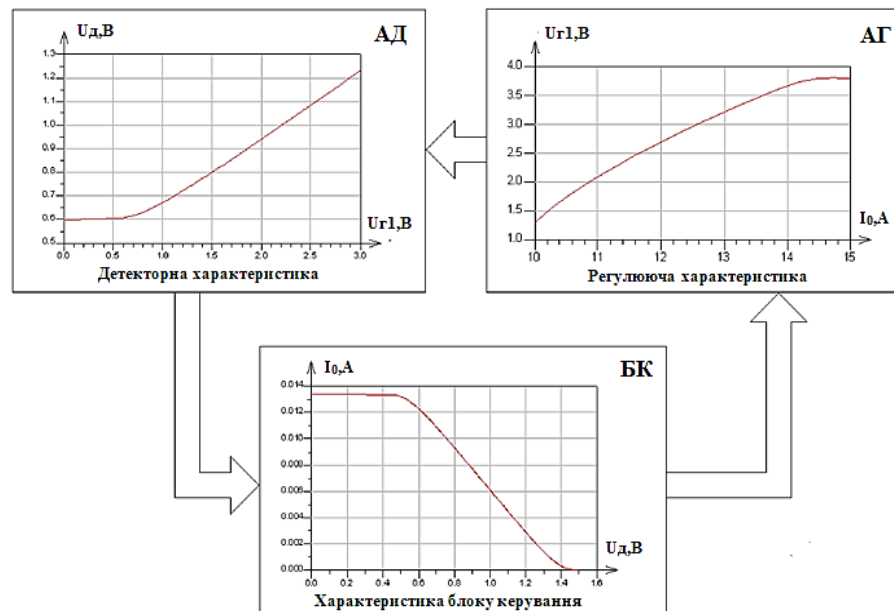 Uд,В
АД
1.3
1.2
1.1
1.0
0.9
0.8
0.7
0.6
0.5
0.0 0.5 1.0 1.5 2.0 2.5 3.0
Uг1,В
Детекторна характеристика
Uг1,В
АГ
4.0
3.5
3.0
2.5
2.0
1.5
1.0
10 11 12 13 14 15
I0,А
Регулююча характеристика
I0,А
БК
0.014
0.012
0.010
0.008
0.006
0.004
0.002
0.000
0.0 0.2 0.4 0.6 0.8 1.0 1.2 1.4 1.6
Uд,В
Характеристика блоку керування